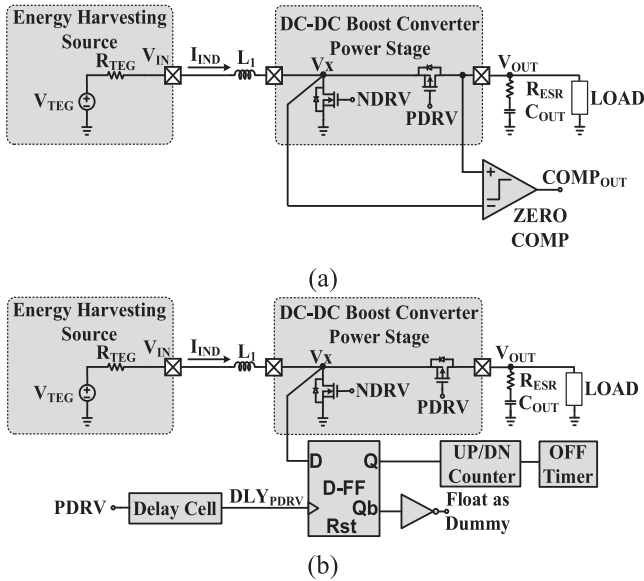 Energy Harvesting
Source
DC-DC Boost Converter
Power Stage
R_TEG
V_IN
I_IND
L_1
V_X
V_OUT
V_TEG
NDRV
PDRV
R_ESR
C_OUT
LOAD
+
−
COMP_OUT
ZERO
COMP
(a)
Energy Harvesting
Source
DC-DC Boost Converter
Power Stage
R_TEG
V_IN
I_IND
L_1
V_X
V_OUT
V_TEG
NDRV
PDRV
R_ESR
C_OUT
LOAD
D
Q
D-FF
Qb
Rst
UP/DN
Counter
OFF
Timer
PDRV
Delay Cell
DLY_PDRV
Float as
Dummy
(b)